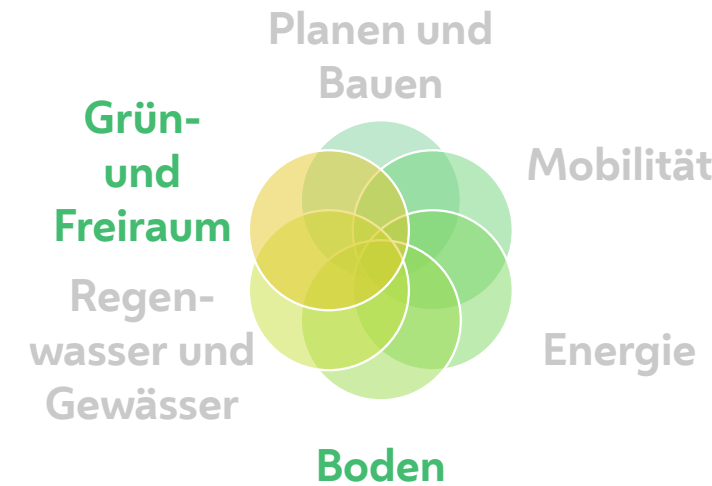 Planen und
Bauen
Grün-
und
Freiraum
Mobilität
Regen-
wasser und
Gewässer
Energie
Boden